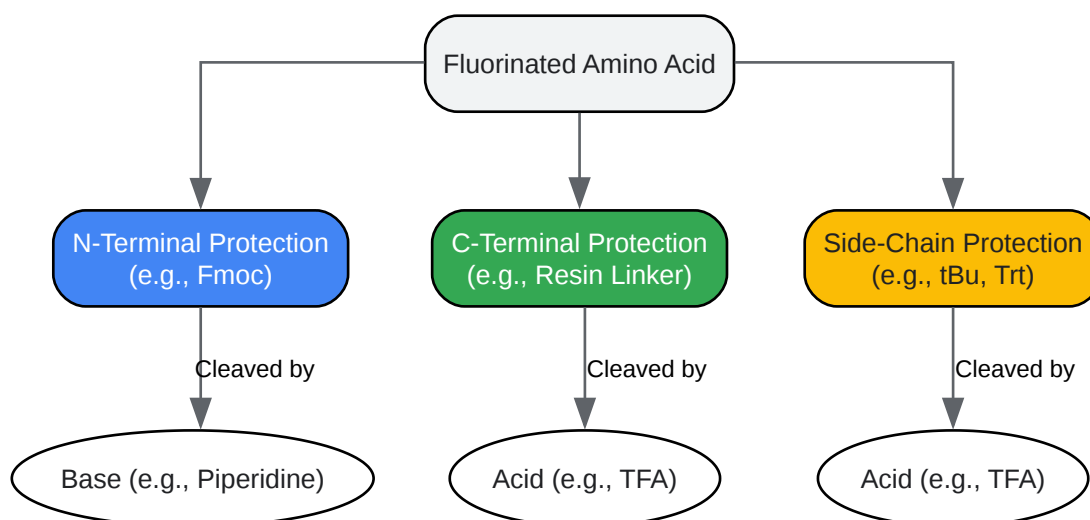 Fluorinated Amino Acid
N-Terminal Protection
(e.g., Fmoc)
C-Terminal Protection
(e.g., Resin Linker)
Side-Chain Protection
(e.g., tBu, Trt)
Cleaved by
Cleaved by
Cleaved by
Base (e.g., Piperidine)
Acid (e.g., TFA)
Acid (e.g., TFA)